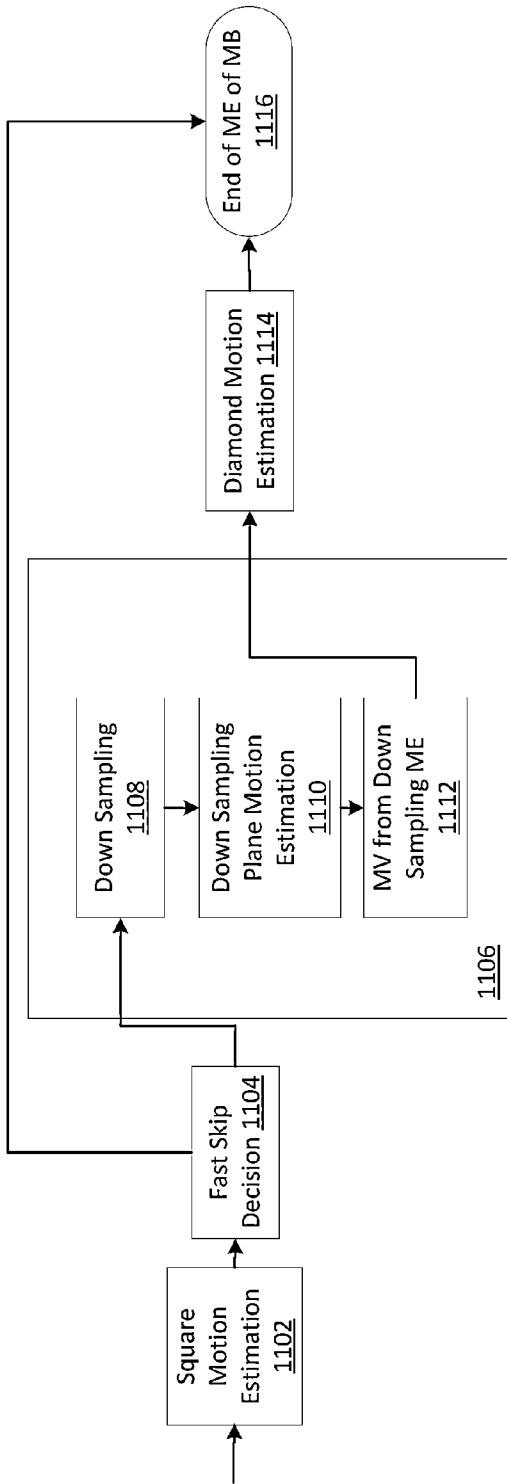 Square
Motion
Estimation
1102
Fast Skip
Decision 1104
1106
Down Sampling
1108
Down Sampling
Plane Motion
Estimation
1110
MV from Down
Sampling ME
1112
Diamond Motion
Estimation 1114
End of ME of MB
1116